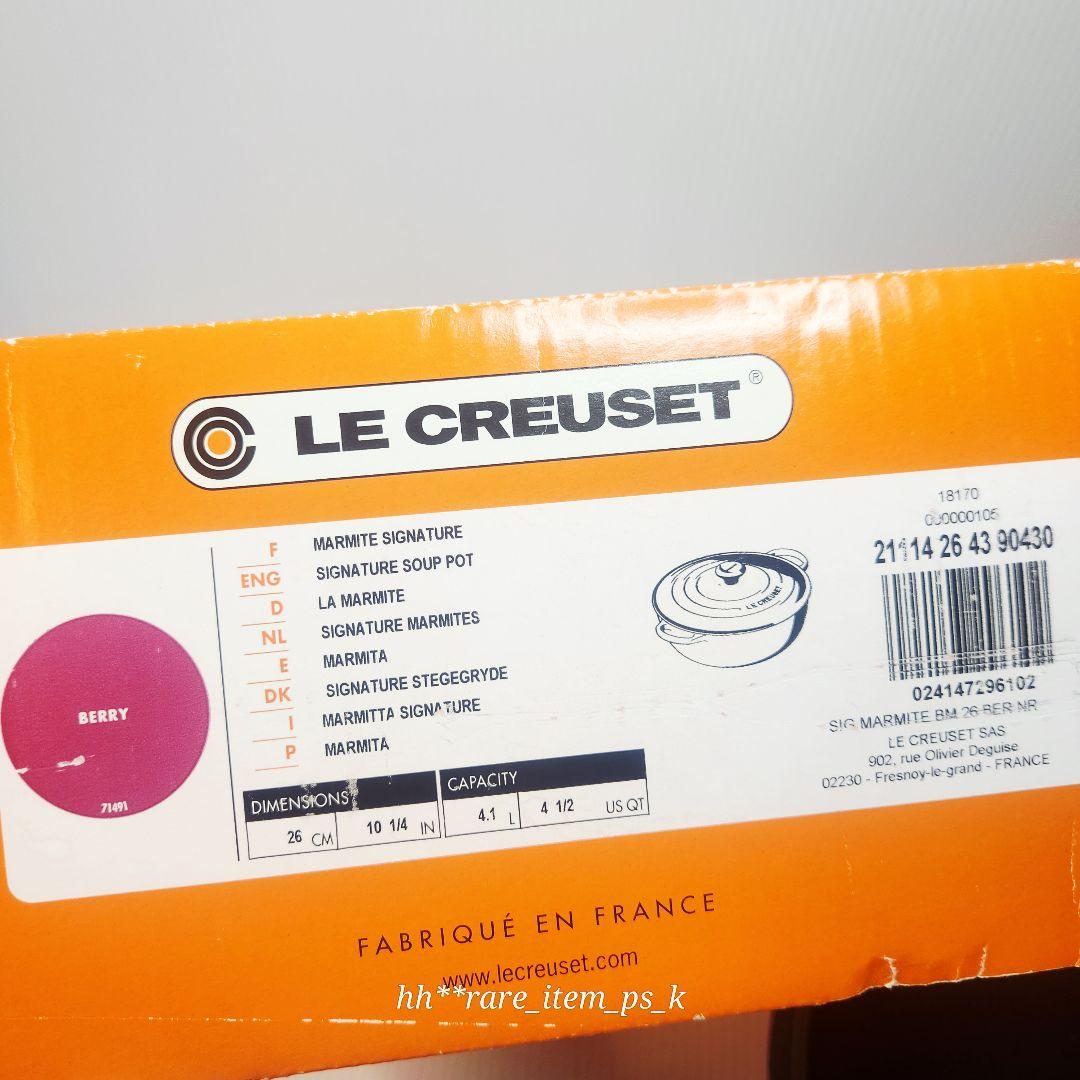 LE CREUSET®
F MARMITE SIGNATURE
ENG SIGNATURE SOUP POT
D LA MARMITE
NL SIGNATURE MARMITES
E MARMITA
DK SIGNATURE STEGEGRYDE
I MARMITTA SIGNATURE
P MARMITA
BERRY
71491
DIMENSIONS
26 CM 10 1/4 IN
CAPACITY
4.1 L 4 1/2 US QT
LE CREUSET
18170
000000106
21114 26 43 90430
024147296102
SIG MARMITE BM 26 BER NR
LE CREUSET SAS
902, rue Olivier Deguise
02230 - Fresnoy-le-grand - FRANCE
FABRIQUÉ EN FRANCE
www.lecreuset.com
hh**rare_item_ps_k